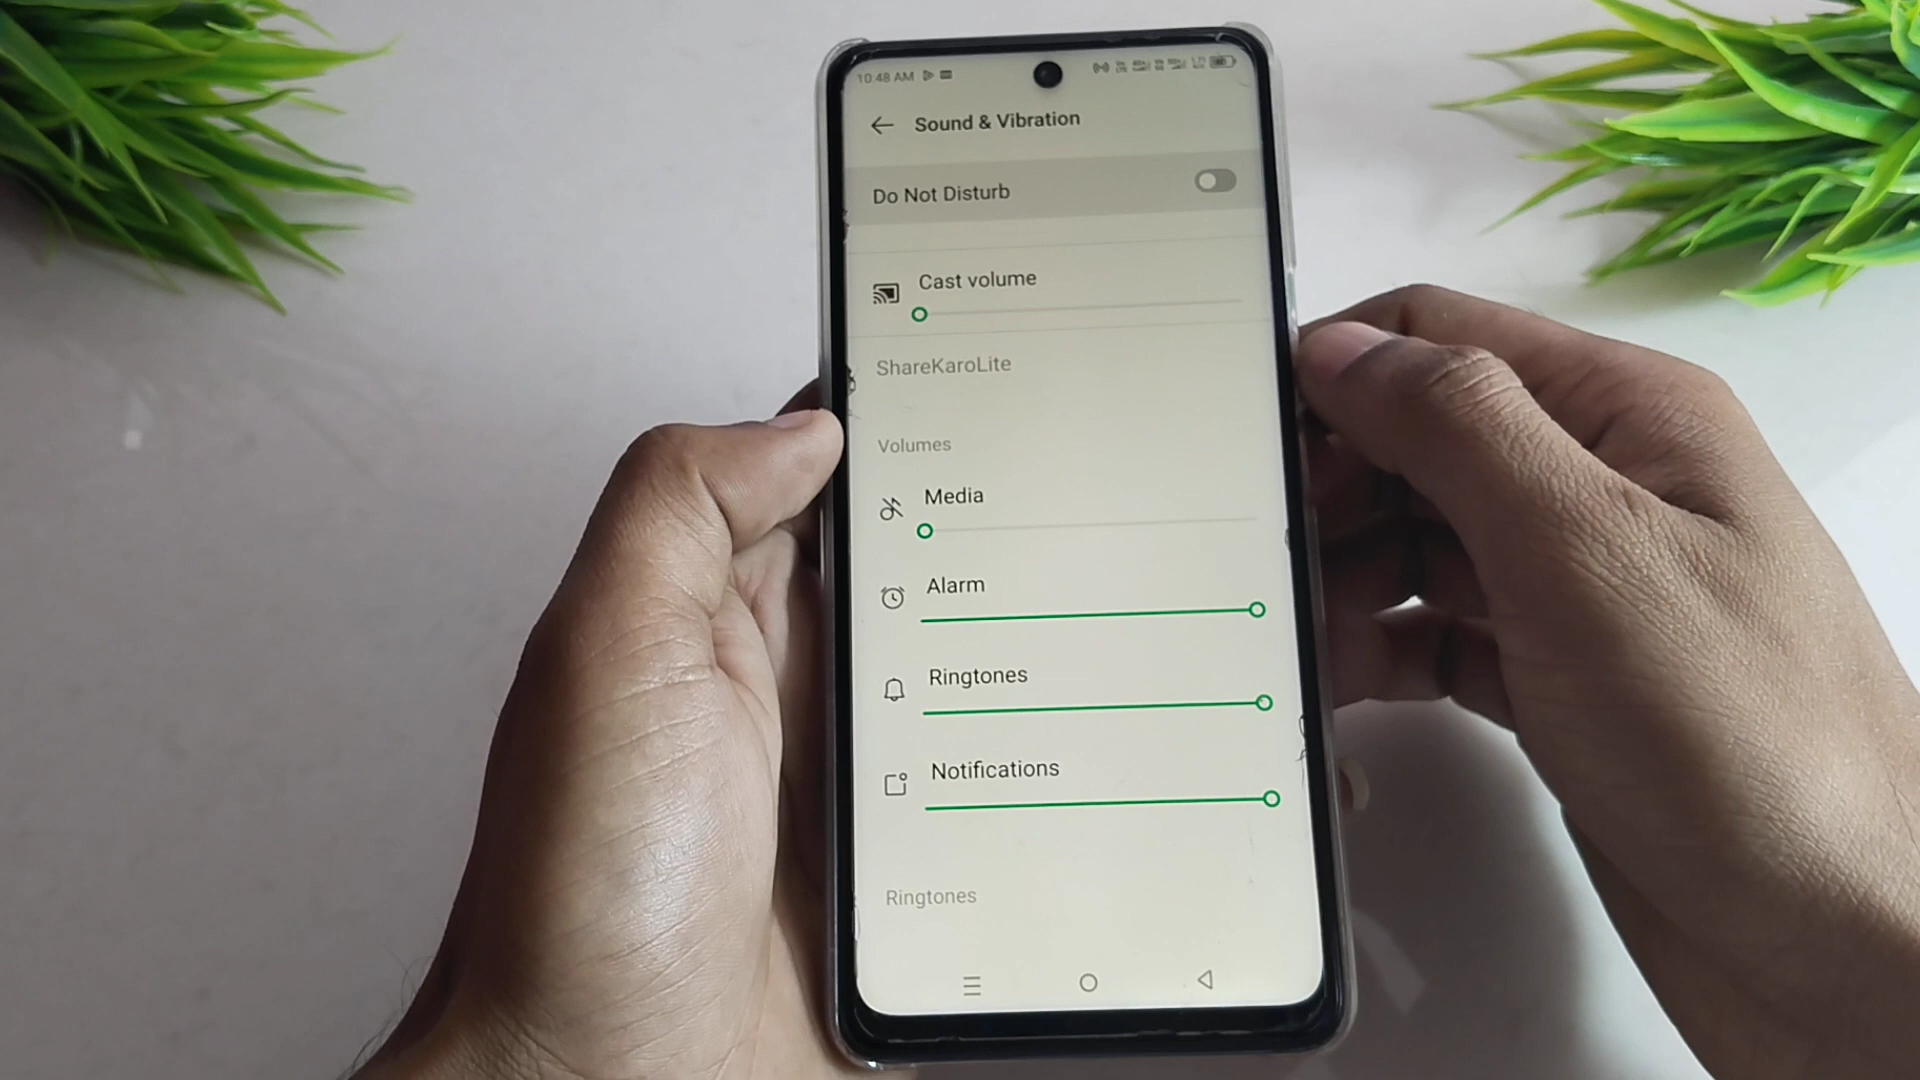 10:48 AM
Sound & Vibration
Do Not Disturb
Cast volume
ShareKaroLite
Volumes
Media
Alarm
Ringtones
Notifications
Ringtones